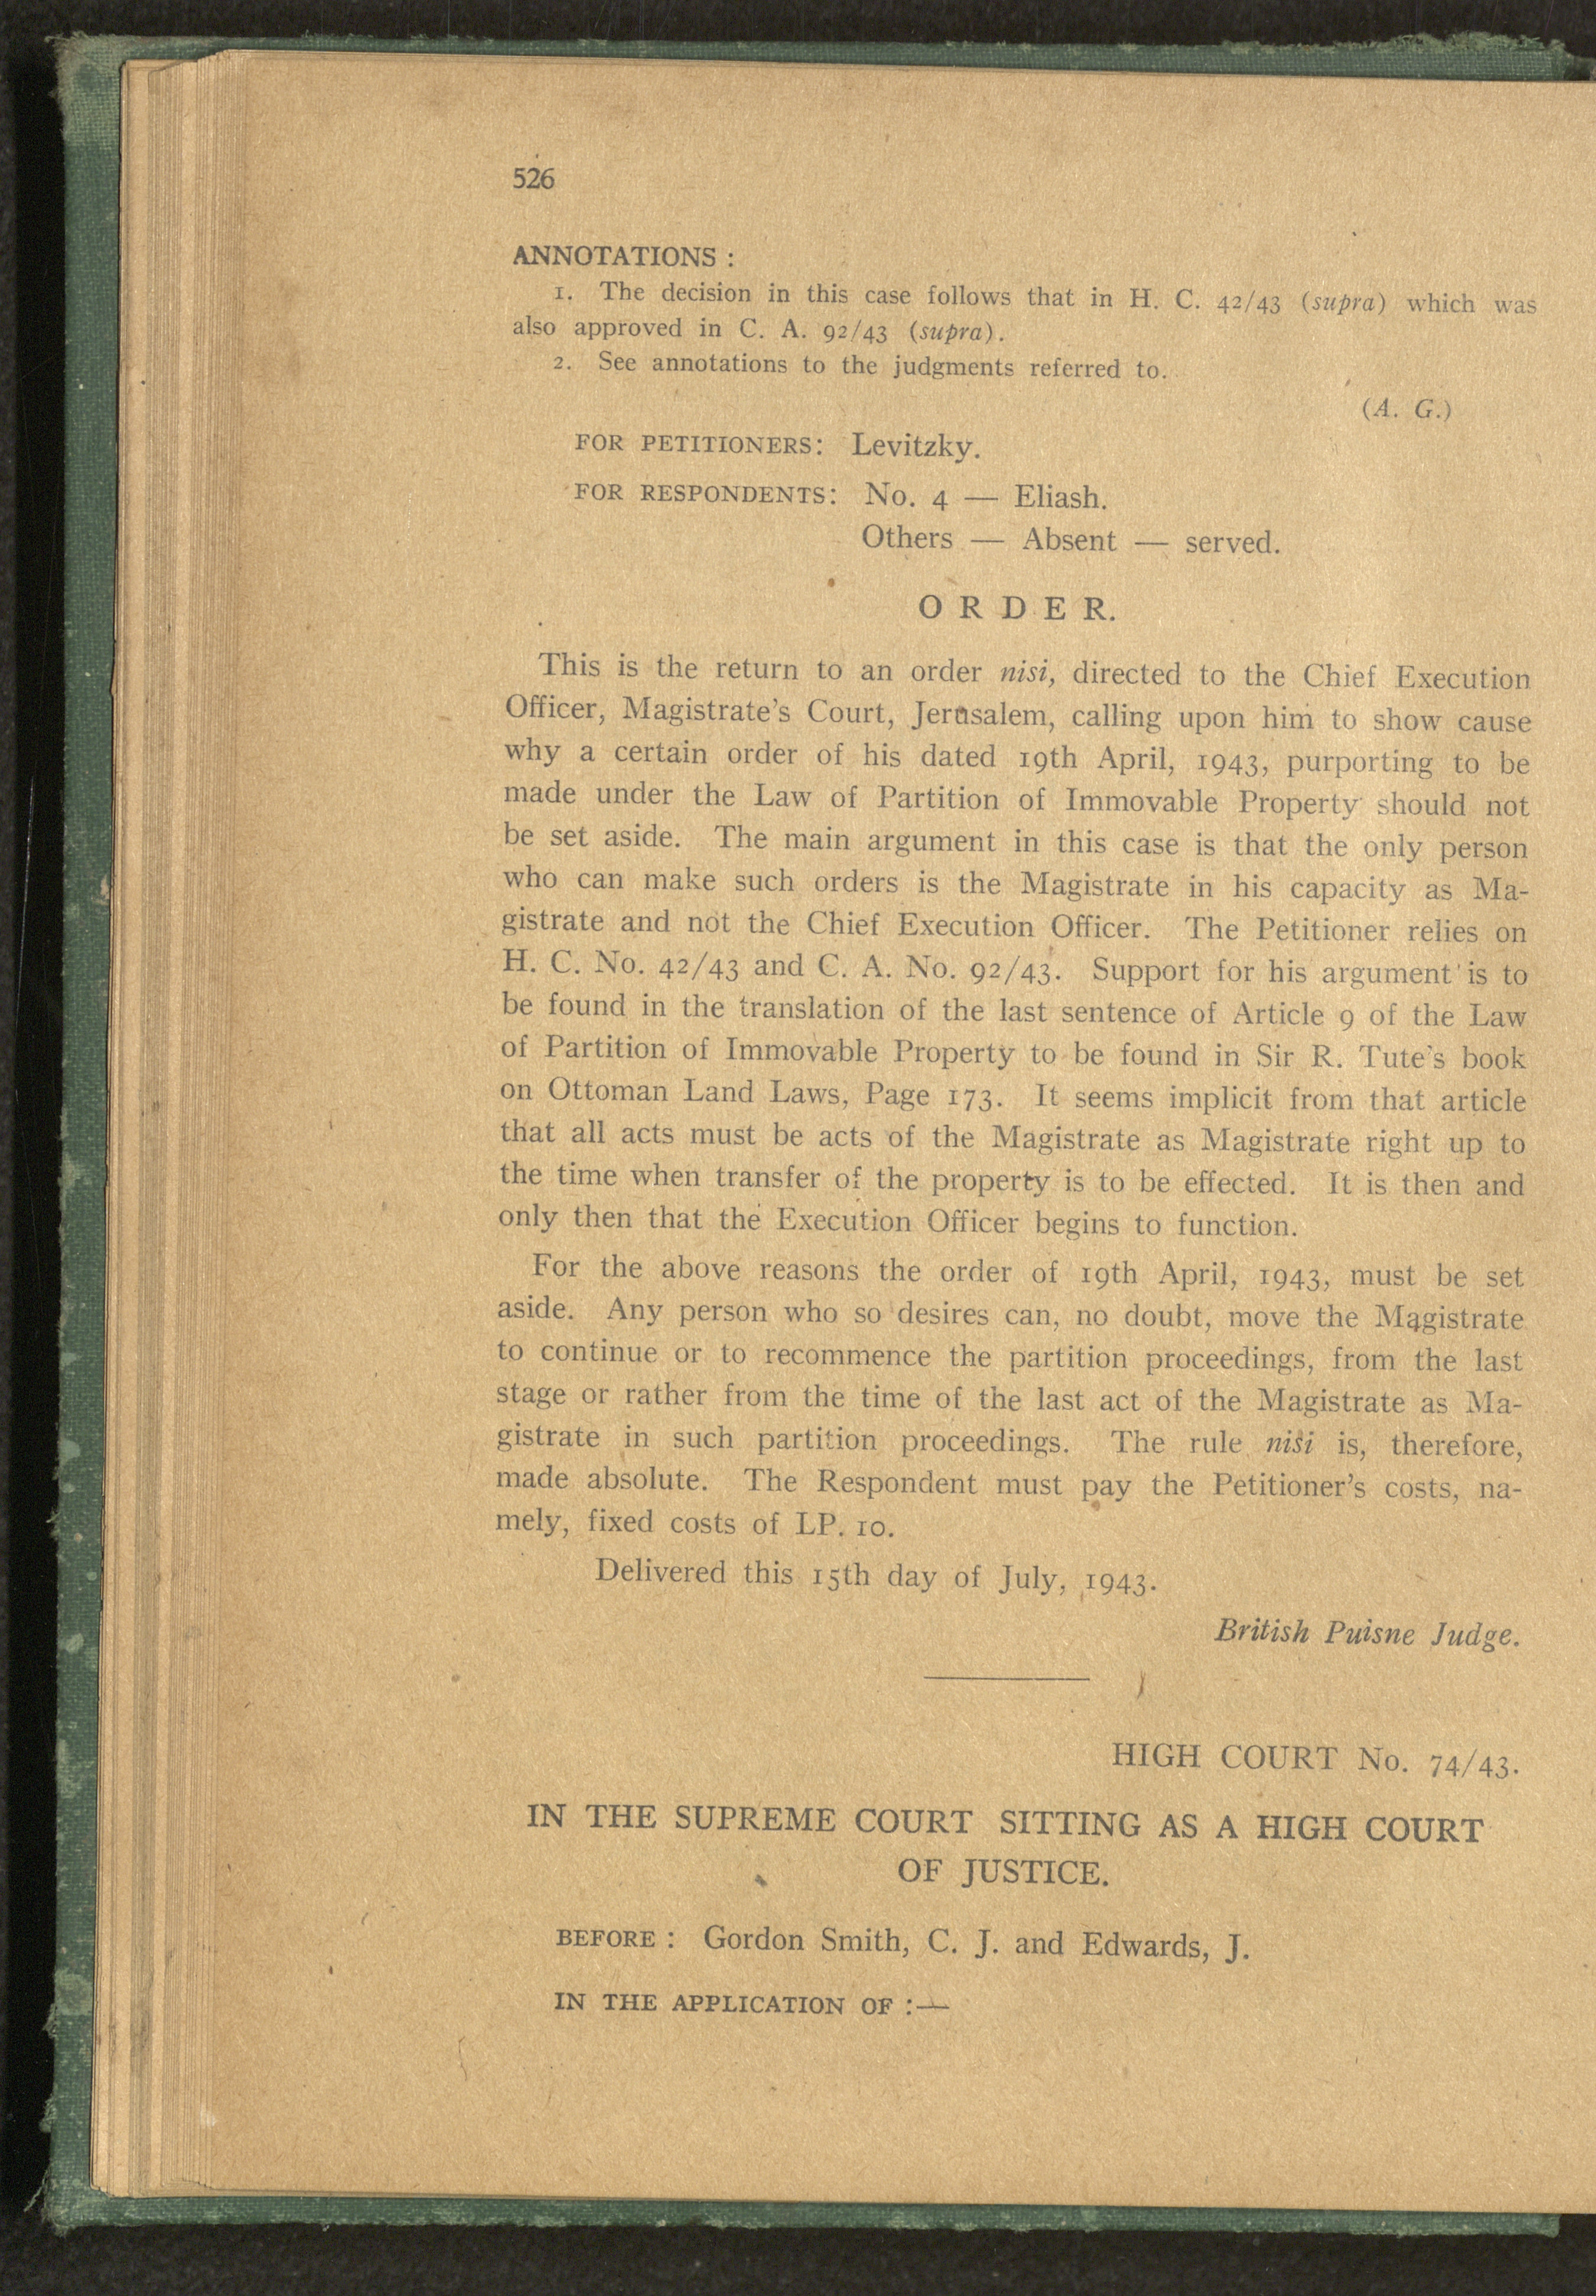 526
ANNOTATIONS :
1. The decision in this case follows that in H. C. 42/43 (supra) which was
also approved in C. A. 92/43 (supra).
2. See annotations to the judgments referred to.
(A. G.)
FOR PETITIONERS: Levitzky.
FOR RESPONDENTS: No. 4 — Eliash.
Others — Absent — served.
O R D E R.
This is the return to an order nisi, directed to the Chief Execution
Officer, Magistrate's Court, Jerusalem, calling upon him to show cause
why a certain order of his dated 19th April, 1943, purporting to be
made under the Law of Partition of Immovable Property should not
be set aside. The main argument in this case is that the only person
who can make such orders is the Magistrate in his capacity as Ma-
gistrate and not the Chief Execution Officer. The Petitioner relies on
H. C. No. 42/43 and C. A. No. 92/43. Support for his argument is to
be found in the translation of the last sentence of Article 9 of the Law
of Partition of Immovable Property to be found in Sir R. Tute's book
on Ottoman Land Laws, Page 173. It seems implicit from that article
that all acts must be acts of the Magistrate as Magistrate right up to
the time when transfer of the property is to be effected. It is then and
only then that the Execution Officer begins to function.
For the above reasons the order of 19th April, 1943, must be set
aside. Any person who so desires can, no doubt, move the Magistrate
to continue or to recommence the partition proceedings, from the last
stage or rather from the time of the last act of the Magistrate as Ma-
gistrate in such partition proceedings. The rule nisi is, therefore,
made absolute. The Respondent must pay the Petitioner's costs, na-
mely, fixed costs of LP. 10.
Delivered this 15th day of July, 1943.
British Puisne Judge.
HIGH COURT No. 74/43.
IN THE SUPREME COURT SITTING AS A HIGH COURT
OF JUSTICE.
BEFORE : Gordon Smith, C. J. and Edwards, J.
IN THE APPLICATION OF :—